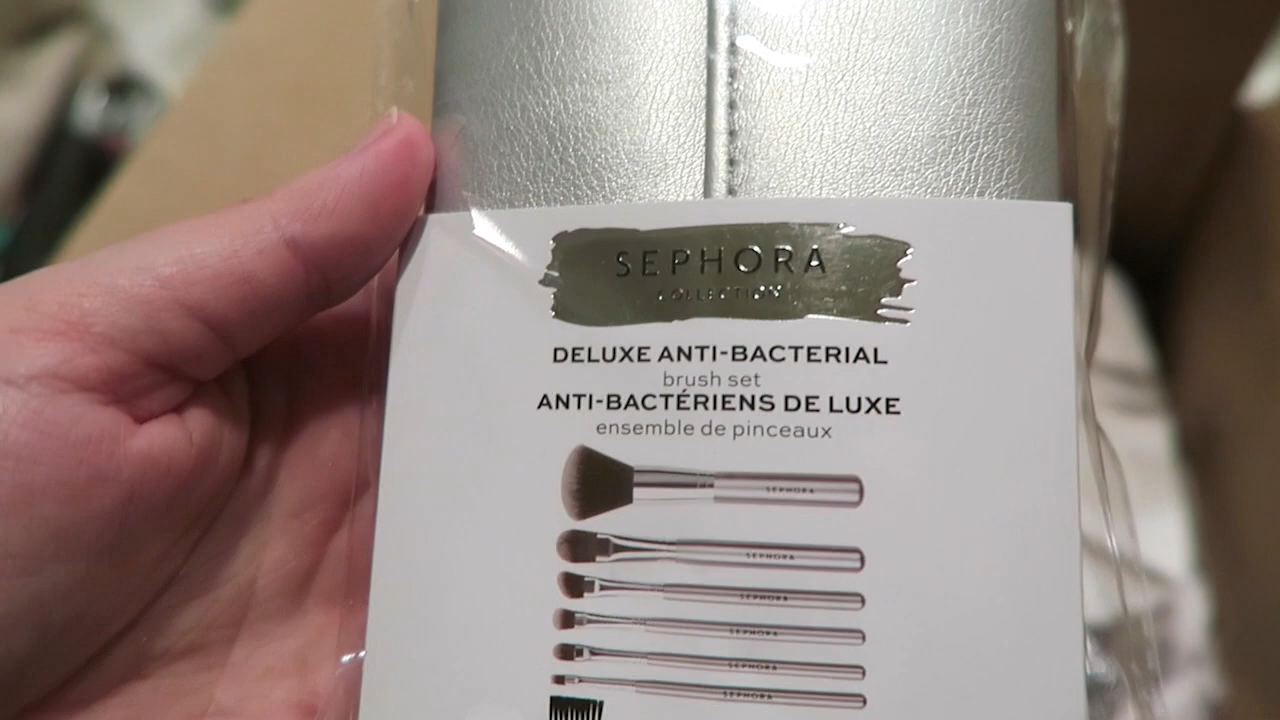 SEPHORA
COLLECTION
DELUXE ANTI-BACTERIAL
brush set
ANTI-BACTÉRIENS DE LUXE
ensemble de pinceaux
SEPHORA
SEPHORA
SEPHORA
SEPHORA
SEPHORA
SEPHORA